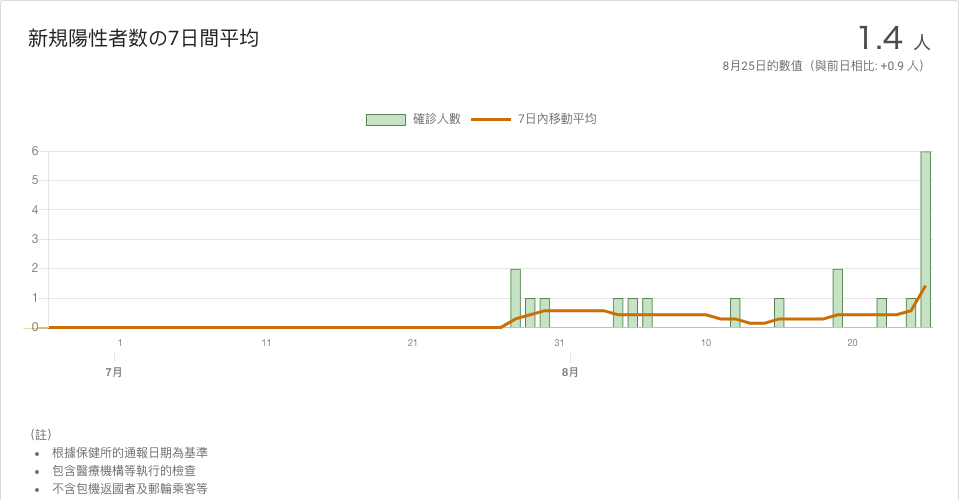 新規陽性者数の7日間平均
1.4 人
8月25日的數值（與前日相比: +0.9 人）
確診人數
7日內移動平均
6
5
4
3
2
1
0
1 11 21 31 10 20
7月 8月
（註）
• 根據保健所的通報日期為基準
• 包含醫療機構等執行的檢查
• 不含包機返國者及郵輪乘客等